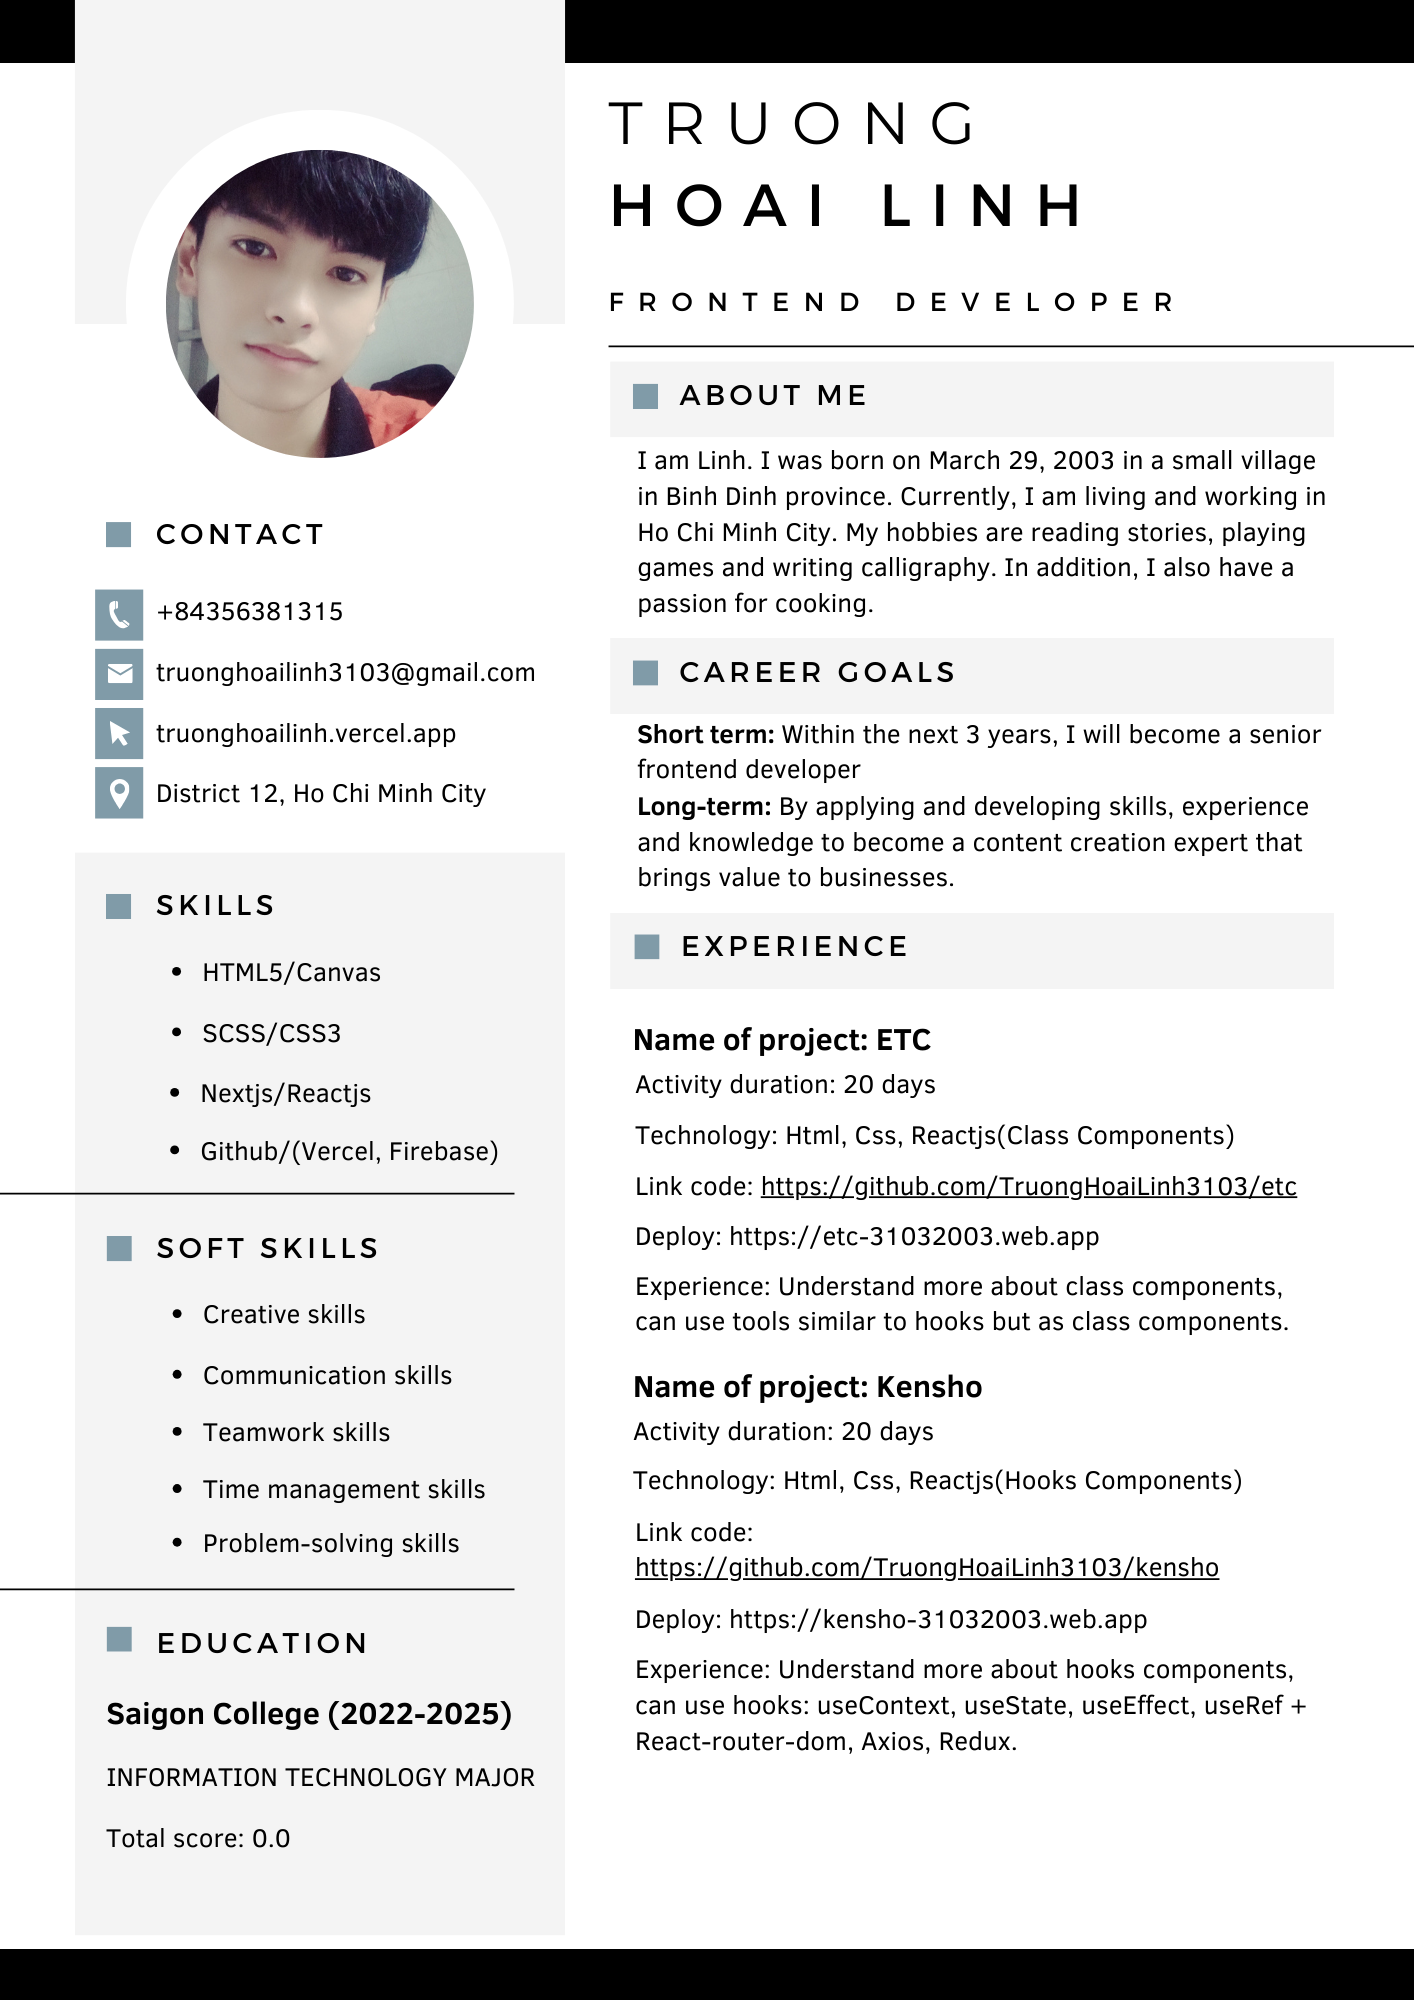 TRUONG
HOAI LINH
FRONTEND DEVELOPER
CONTACT
+84356381315
truonghoailinh3103@gmail.com
truonghoailinh.vercel.app
District 12, Ho Chi Minh City
SKILLS
• HTML5/Canvas
• SCSS/CSS3
• Nextjs/Reactjs
• Github/(Vercel, Firebase)
SOFT SKILLS
• Creative skills
• Communication skills
• Teamwork skills
• Time management skills
• Problem-solving skills
EDUCATION
Saigon College (2022-2025)
INFORMATION TECHNOLOGY MAJOR
Total score: 0.0
ABOUT ME
I am Linh. I was born on March 29, 2003 in a small village
in Binh Dinh province. Currently, I am living and working in
Ho Chi Minh City. My hobbies are reading stories, playing
games and writing calligraphy. In addition, I also have a
passion for cooking.
CAREER GOALS
Short term: Within the next 3 years, I will become a senior
frontend developer
Long-term: By applying and developing skills, experience
and knowledge to become a content creation expert that
brings value to businesses.
EXPERIENCE
Name of project: ETC
Activity duration: 20 days
Technology: Html, Css, Reactjs(Class Components)
Link code: https://github.com/TruongHoaiLinh3103/etc
Deploy: https://etc-31032003.web.app
Experience: Understand more about class components,
can use tools similar to hooks but as class components.
Name of project: Kensho
Activity duration: 20 days
Technology: Html, Css, Reactjs(Hooks Components)
Link code:
https://github.com/TruongHoaiLinh3103/kensho
Deploy: https://kensho-31032003.web.app
Experience: Understand more about hooks components,
can use hooks: useContext, useState, useEffect, useRef +
React-router-dom, Axios, Redux.